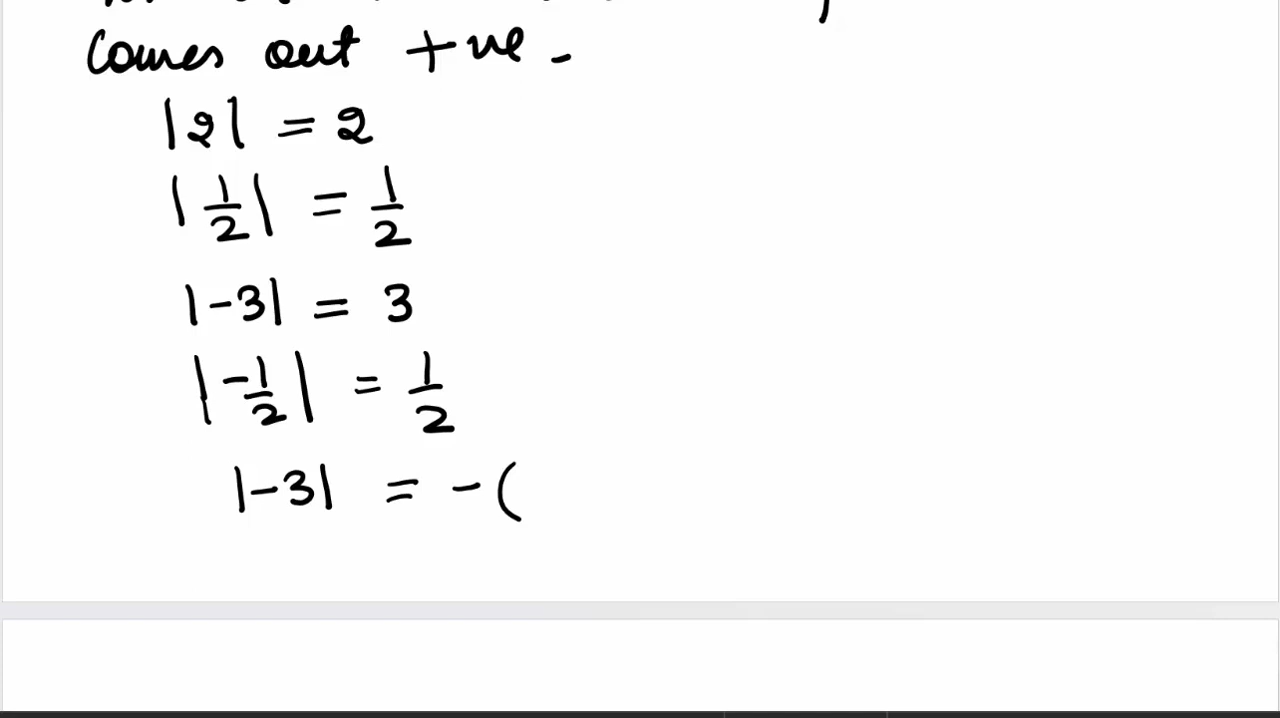 comes out +ve -
|2| = 2
|1/2| = 1/2
|-3| = 3
|-1/2| = 1/2
|-3| = -(